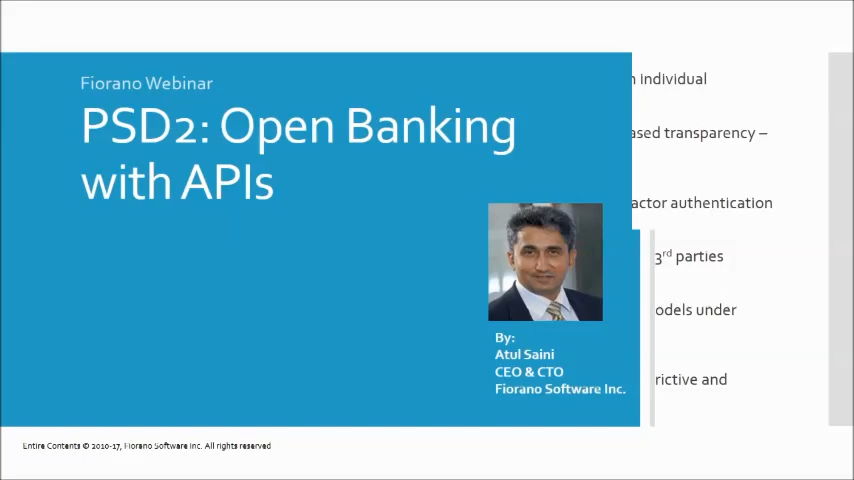 Fiorano Webinar
PSD2: Open Banking
with APIs
By:
Atul Saini
CEO & CTO
Fiorano Software Inc.
individual
ased transparency –
actor authentication
3rd parties
odels under
rictive and
Entire Contents © 2010-17, Fiorano Software Inc. All rights reserved